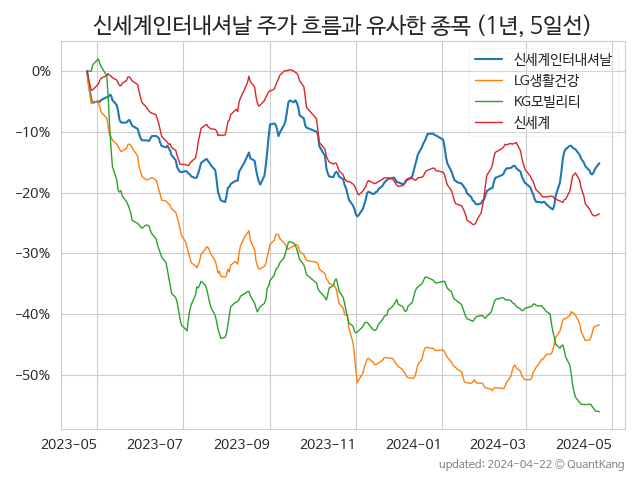 신세계인터내셔날 주가 흐름과 유사한 종목 (1년, 5일선)
신세계인터내셔날
LG생활건강
KG모빌리티
신세계
0%
−10%
−20%
−30%
−40%
−50%
2023-05 2023-07 2023-09 2023-11 2024-01 2024-03 2024-05
updated: 2024-04-22 © QuantKang